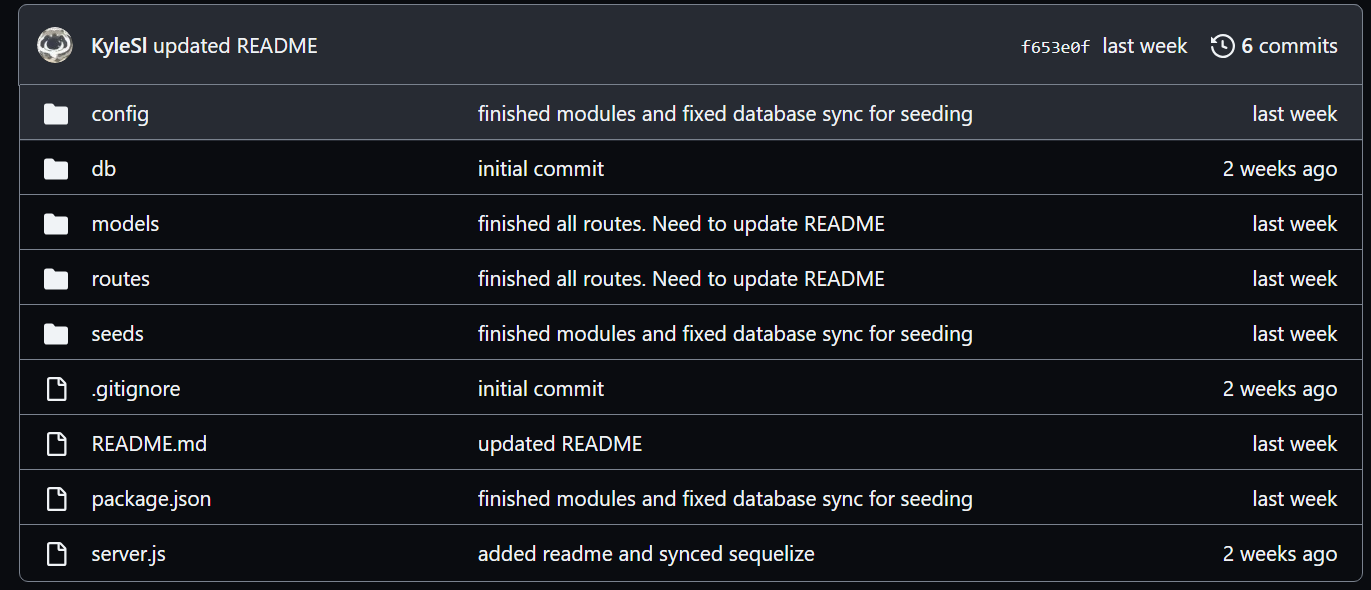 KyleSl updated README f653e0f last week 6 commits
config finished modules and fixed database sync for seeding last week
db initial commit 2 weeks ago
models finished all routes. Need to update README last week
routes finished all routes. Need to update README last week
seeds finished modules and fixed database sync for seeding last week
.gitignore initial commit 2 weeks ago
README.md updated README last week
package.json finished modules and fixed database sync for seeding last week
server.js added readme and synced sequelize 2 weeks ago